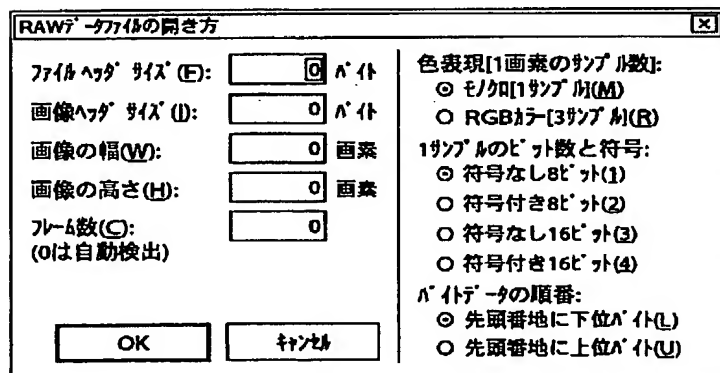 RAWﾃﾞｰﾀﾌｧｲﾙの開き方
ﾌｧｲﾙ ﾍｯﾀﾞ ｻｲｽﾞ(F): 0 ﾊﾞｲﾄ
画像ﾍｯﾀﾞ ｻｲｽﾞ(I): 0 ﾊﾞｲﾄ
画像の幅(W): 0 画素
画像の高さ(H): 0 画素
ﾌﾚｰﾑ数(C): 0
(0は自動検出)
OK
ｷｬﾝｾﾙ
色表現[1画素のｻﾝﾌﾟﾙ数]:
モノクロ[1ｻﾝﾌﾟﾙ](M)
RGBｶﾗｰ[3ｻﾝﾌﾟﾙ](R)
1ｻﾝﾌﾟﾙのﾋﾞｯﾄ数と符号:
符号なし8ﾋﾞｯﾄ(1)
符号付き8ﾋﾞｯﾄ(2)
符号なし16ﾋﾞｯﾄ(3)
符号付き16ﾋﾞｯﾄ(4)
ﾊﾞｲﾄﾃﾞｰﾀの順番:
先頭番地に下位ﾊﾞｲﾄ(L)
先頭番地に上位ﾊﾞｲﾄ(U)